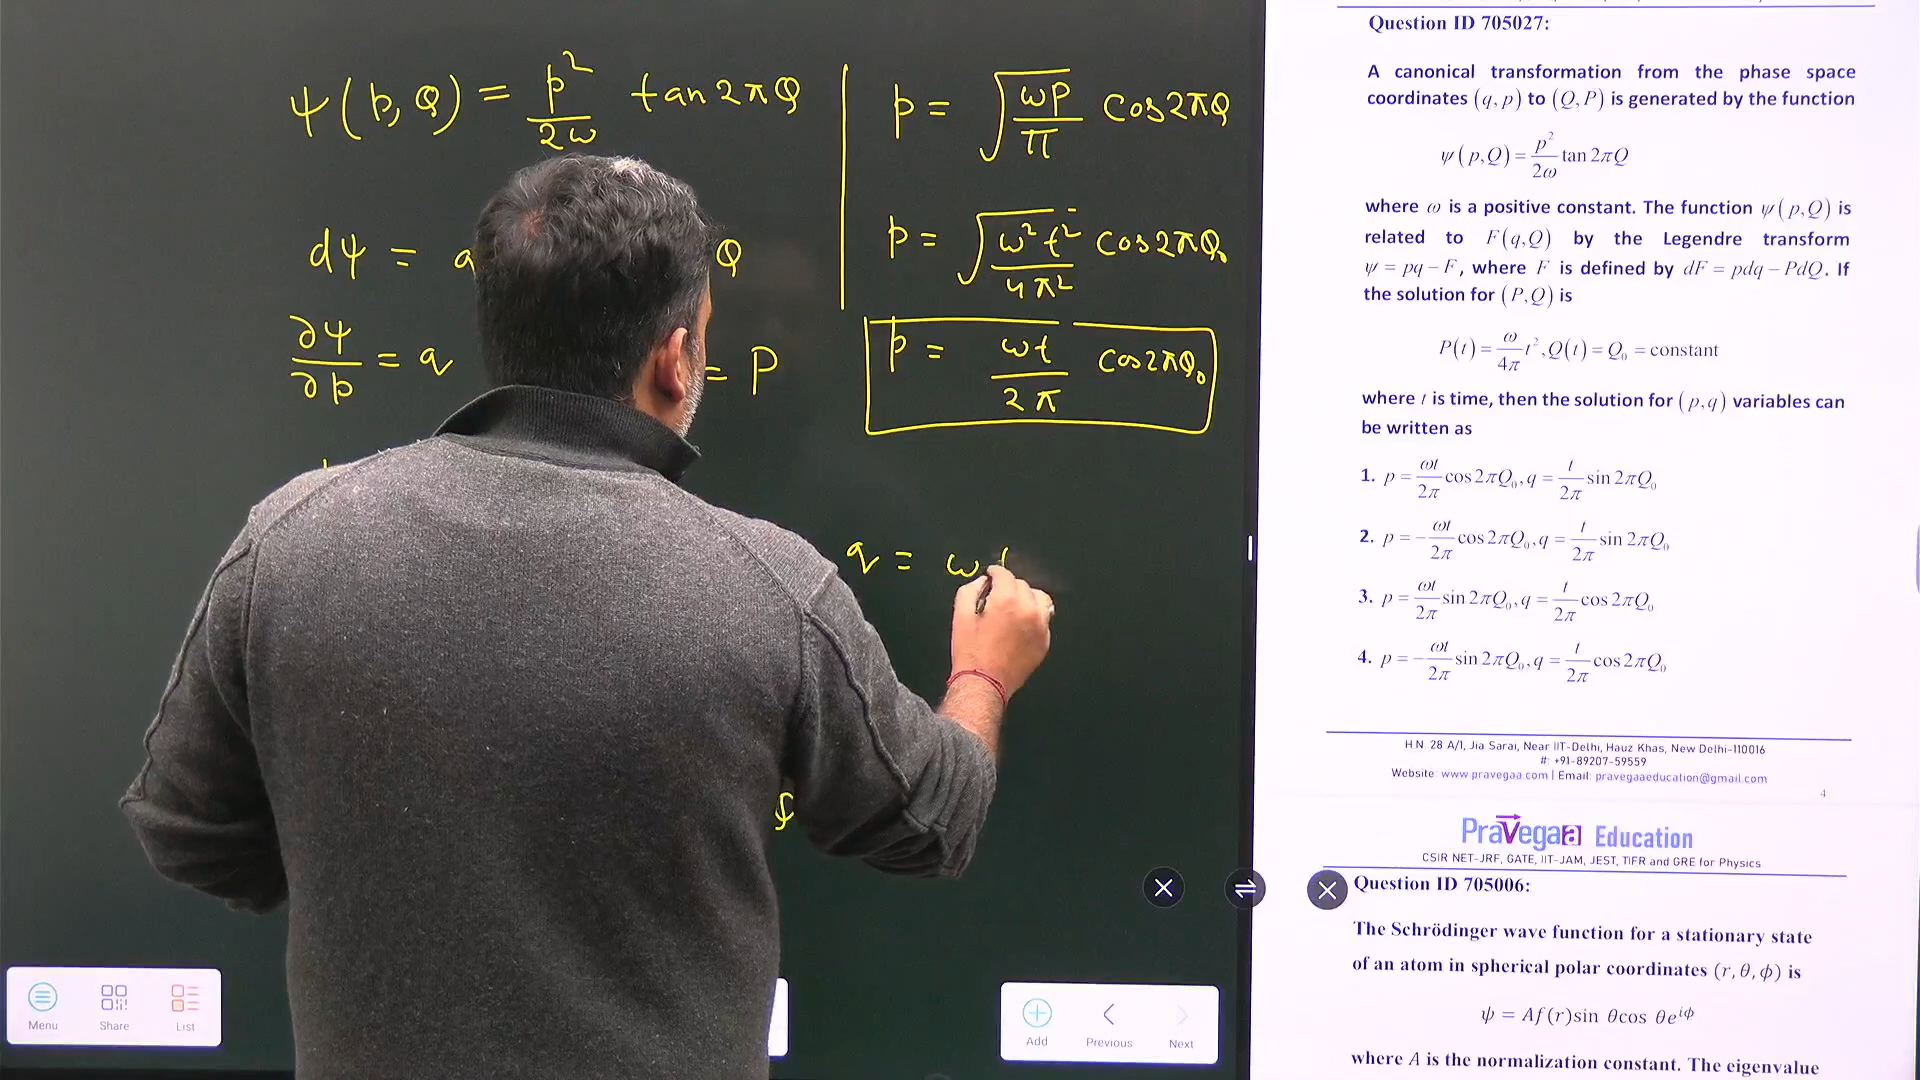 ψ(p, Q) = p²/2ω tan 2πQ
dψ = q
Q
∂ψ/∂p = q
= P
p = √(ωP/π) cos 2πQ
p = √(ω²t²/4π²) cos 2πQ₀
p = ωt/2π cos 2πQ₀
q = ωt
Menu
Share
List
Add
Previous
Next
Question ID 705027:
A canonical transformation from the phase space
coordinates (q, p) to (Q, P) is generated by the function
ψ(p,Q) = p²/2ω tan 2πQ
where ω is a positive constant. The function ψ(p,Q) is
related to F(q,Q) by the Legendre transform
ψ = pq − F, where F is defined by dF = pdq − PdQ. If
the solution for (P,Q) is
P(t) = ω/4π t², Q(t) = Q₀ = constant
where t is time, then the solution for (p,q) variables can
be written as
1. p = ωt/2π cos 2πQ₀, q = t/2π sin 2πQ₀
2. p = −ωt/2π cos 2πQ₀, q = t/2π sin 2πQ₀
3. p = ωt/2π sin 2πQ₀, q = t/2π cos 2πQ₀
4. p = −ωt/2π sin 2πQ₀, q = t/2π cos 2πQ₀
H.N. 28 A/1, Jia Sarai, Near IIT-Delhi, Hauz Khas, New Delhi-110016
#: +91-89207-59559
Website: www.pravegaa.com | Email: pravegaaeducation@gmail.com
4
Pravegaa Education
CSIR NET-JRF, GATE, IIT-JAM, JEST, TIFR and GRE for Physics
Question ID 705006:
The Schrödinger wave function for a stationary state
of an atom in spherical polar coordinates (r, θ, ϕ) is
ψ = Af(r)sin θcos θe^{iϕ}
where A is the normalization constant. The eigenvalue